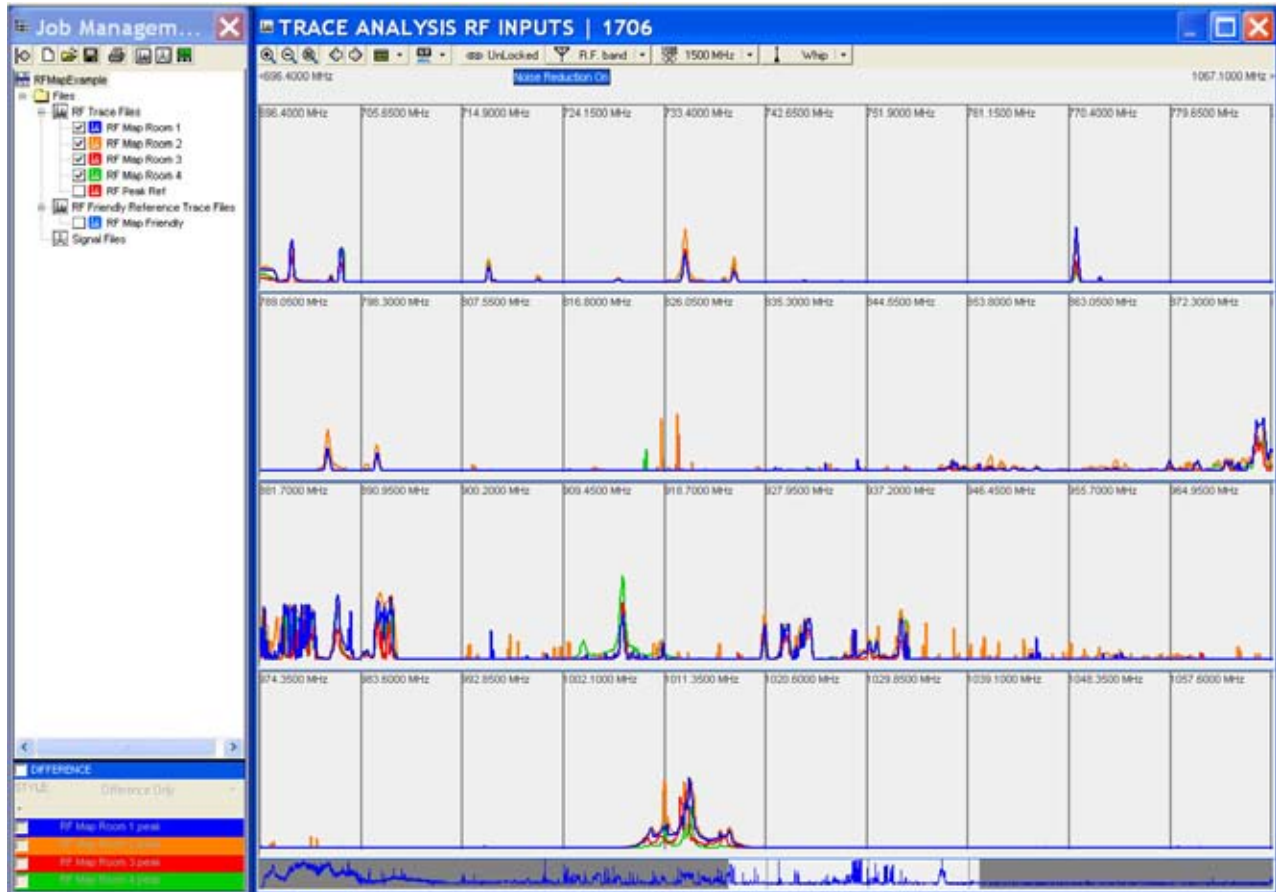 Job Managem...
TRACE ANALYSIS RF INPUTS | 1706
UnLocked
R.F. band
1500 MHz
Whip
RFMapExample
Files
RF Trace Files
RF Map Room 1
RF Map Room 2
RF Map Room 3
RF Map Room 4
RF Peak Ref
RF Friendly Reference Trace Files
RF Map Friendly
Signal Files
<696.4000 MHz
Noise Reduction On
1067.1000 MHz >
696.4000 MHz 705.6500 MHz 714.9000 MHz 724.1500 MHz 733.4000 MHz 742.6500 MHz 751.9000 MHz 761.1500 MHz 770.4000 MHz 779.6500 MHz
789.0500 MHz 798.3000 MHz 807.5500 MHz 816.8000 MHz 826.0500 MHz 835.3000 MHz 844.5500 MHz 853.8000 MHz 863.0500 MHz 872.3000 MHz
881.7000 MHz 890.9500 MHz 900.2000 MHz 909.4500 MHz 918.7000 MHz 927.9500 MHz 937.2000 MHz 946.4500 MHz 955.7000 MHz 964.9500 MHz
974.3500 MHz 983.6000 MHz 992.8500 MHz 1002.1000 MHz 1011.3500 MHz 1020.6000 MHz 1029.8500 MHz 1039.1000 MHz 1048.3500 MHz 1057.6000 MHz
DIFFERENCE
STYLE: Difference Only
RF Map Room 1 peak
RF Map Room 2 peak
RF Map Room 3 peak
RF Map Room 4 peak